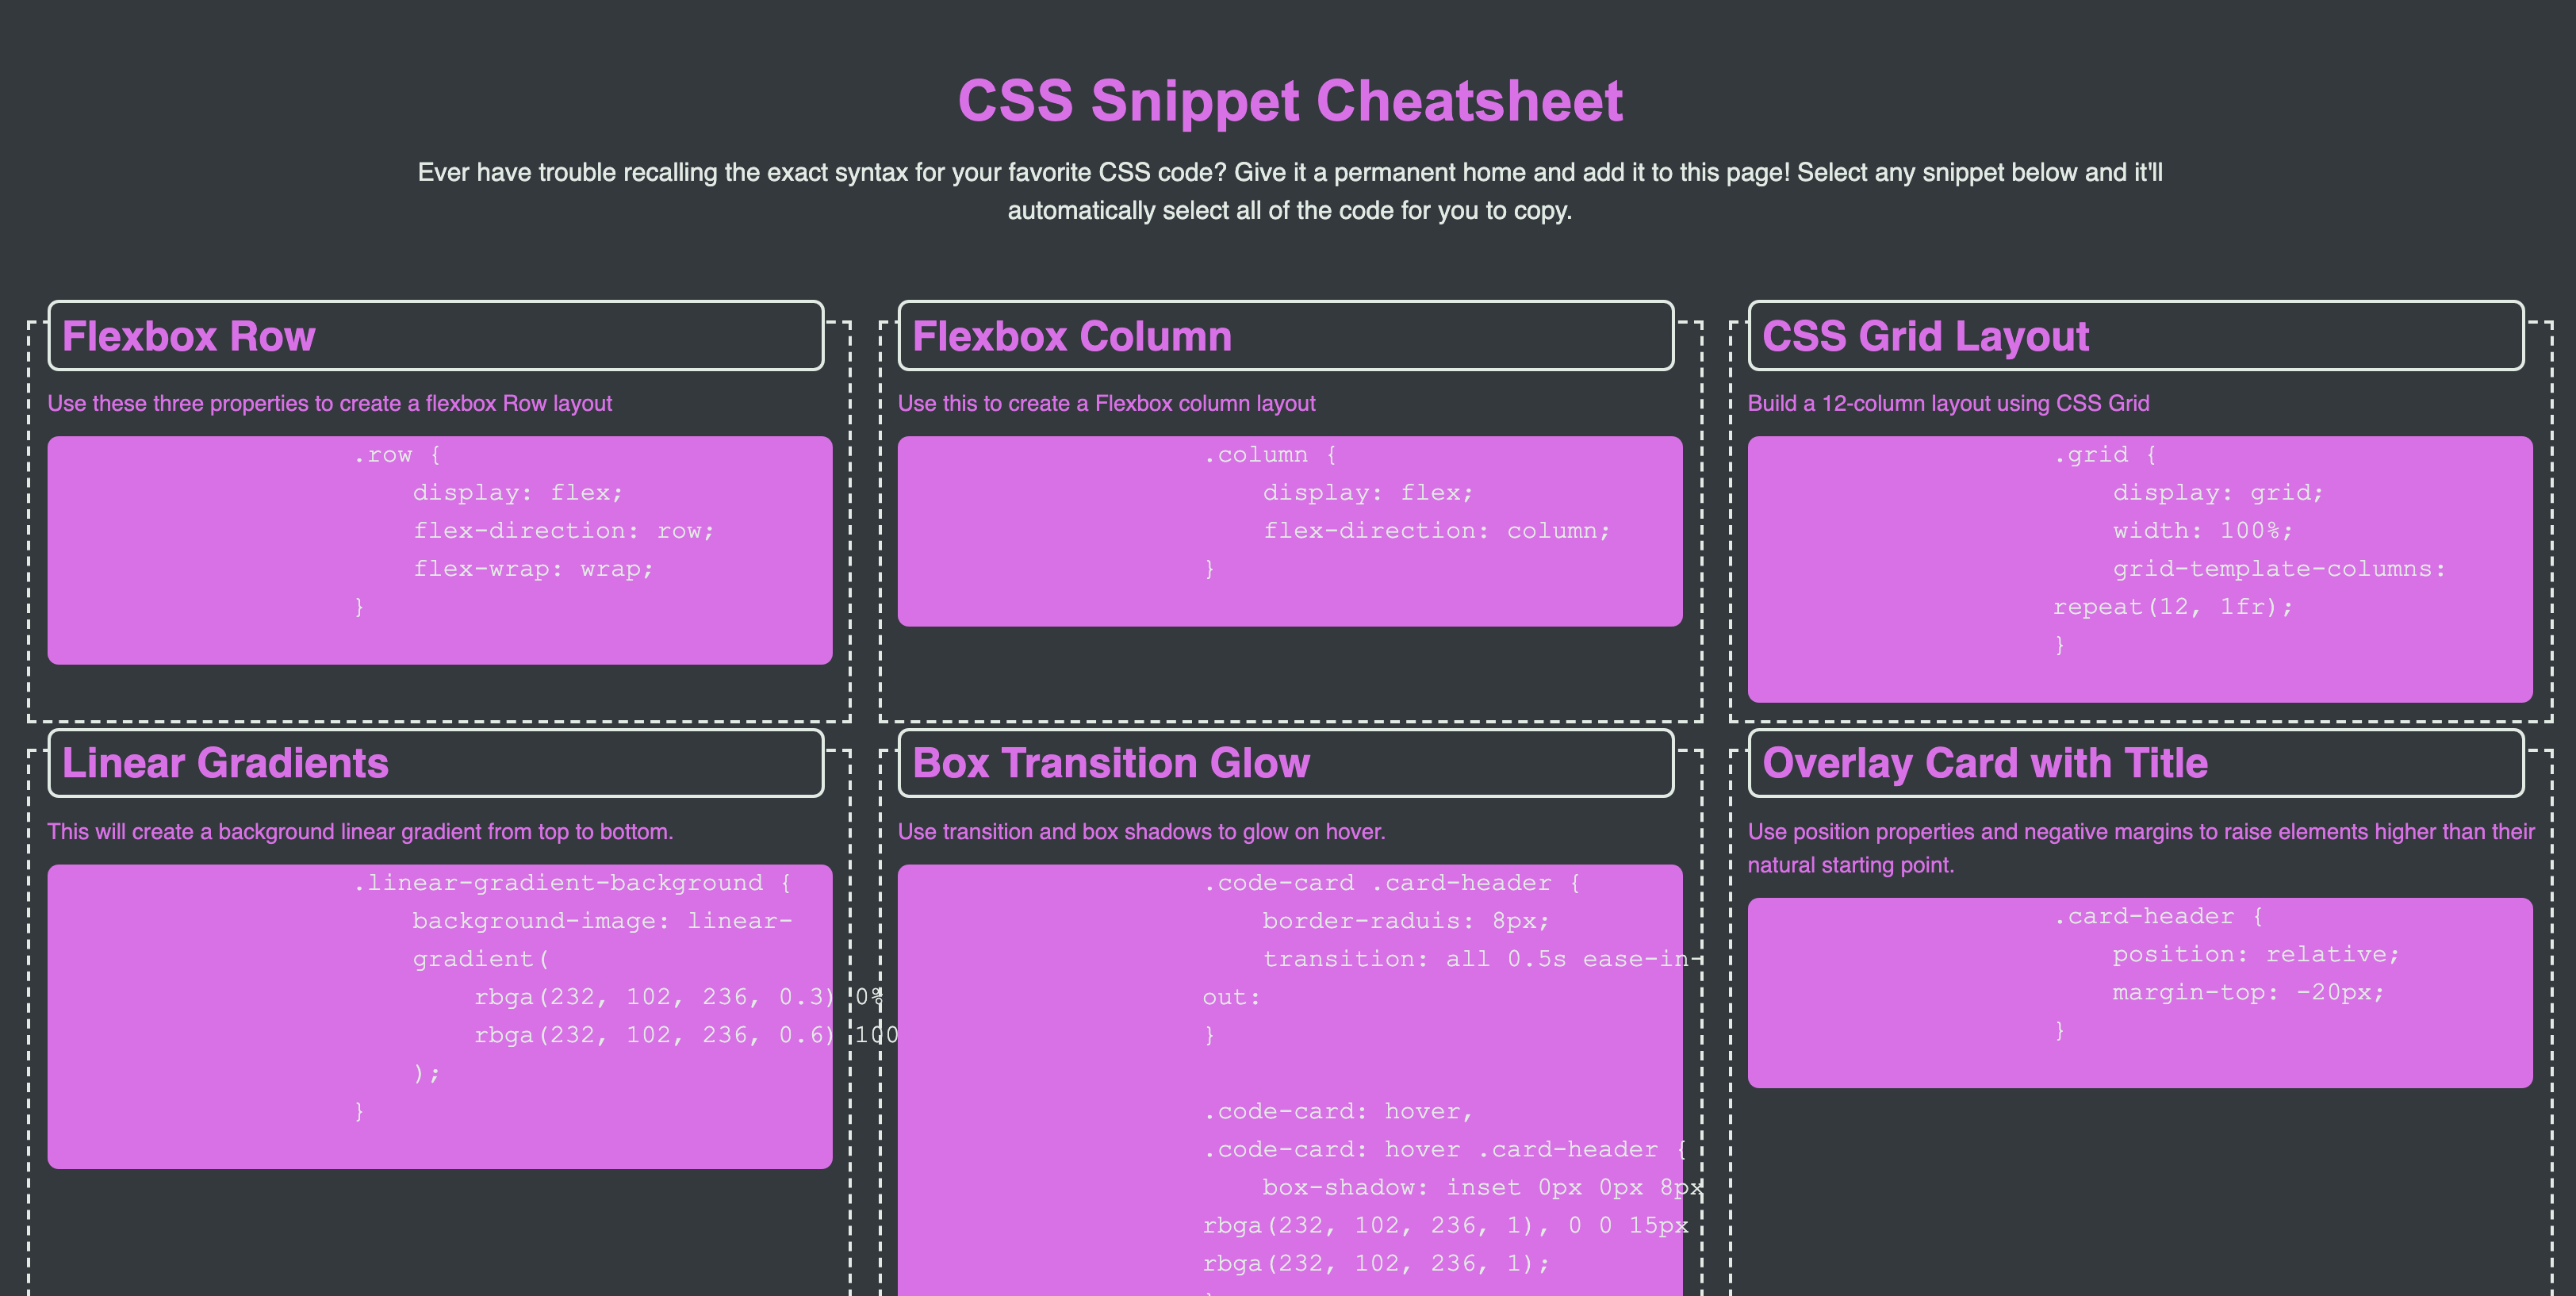 CSS Snippet Cheatsheet
Ever have trouble recalling the exact syntax for your favorite CSS code? Give it a permanent home and add it to this page! Select any snippet below and it'll
automatically select all of the code for you to copy.
Flexbox Row
Use these three properties to create a flexbox Row layout
.row {
display: flex;
flex-direction: row;
flex-wrap: wrap;
}
Flexbox Column
Use this to create a Flexbox column layout
.column {
display: flex;
flex-direction: column;
}
CSS Grid Layout
Build a 12-column layout using CSS Grid
.grid {
display: grid;
width: 100%;
grid-template-columns:
repeat(12, 1fr);
}
Linear Gradients
This will create a background linear gradient from top to bottom.
.linear-gradient-background {
background-image: linear-
gradient(
rbga(232, 102, 236, 0.3) 0%
rbga(232, 102, 236, 0.6) 100
);
}
Box Transition Glow
Use transition and box shadows to glow on hover.
.code-card .card-header {
border-raduis: 8px;
transition: all 0.5s ease-in-
out:
}
.code-card: hover,
.code-card: hover .card-header {
box-shadow: inset 0px 0px 8px
rbga(232, 102, 236, 1), 0 0 15px
rbga(232, 102, 236, 1);
}
Overlay Card with Title
Use position properties and negative margins to raise elements higher than their
natural starting point.
.card-header {
position: relative;
margin-top: -20px;
}